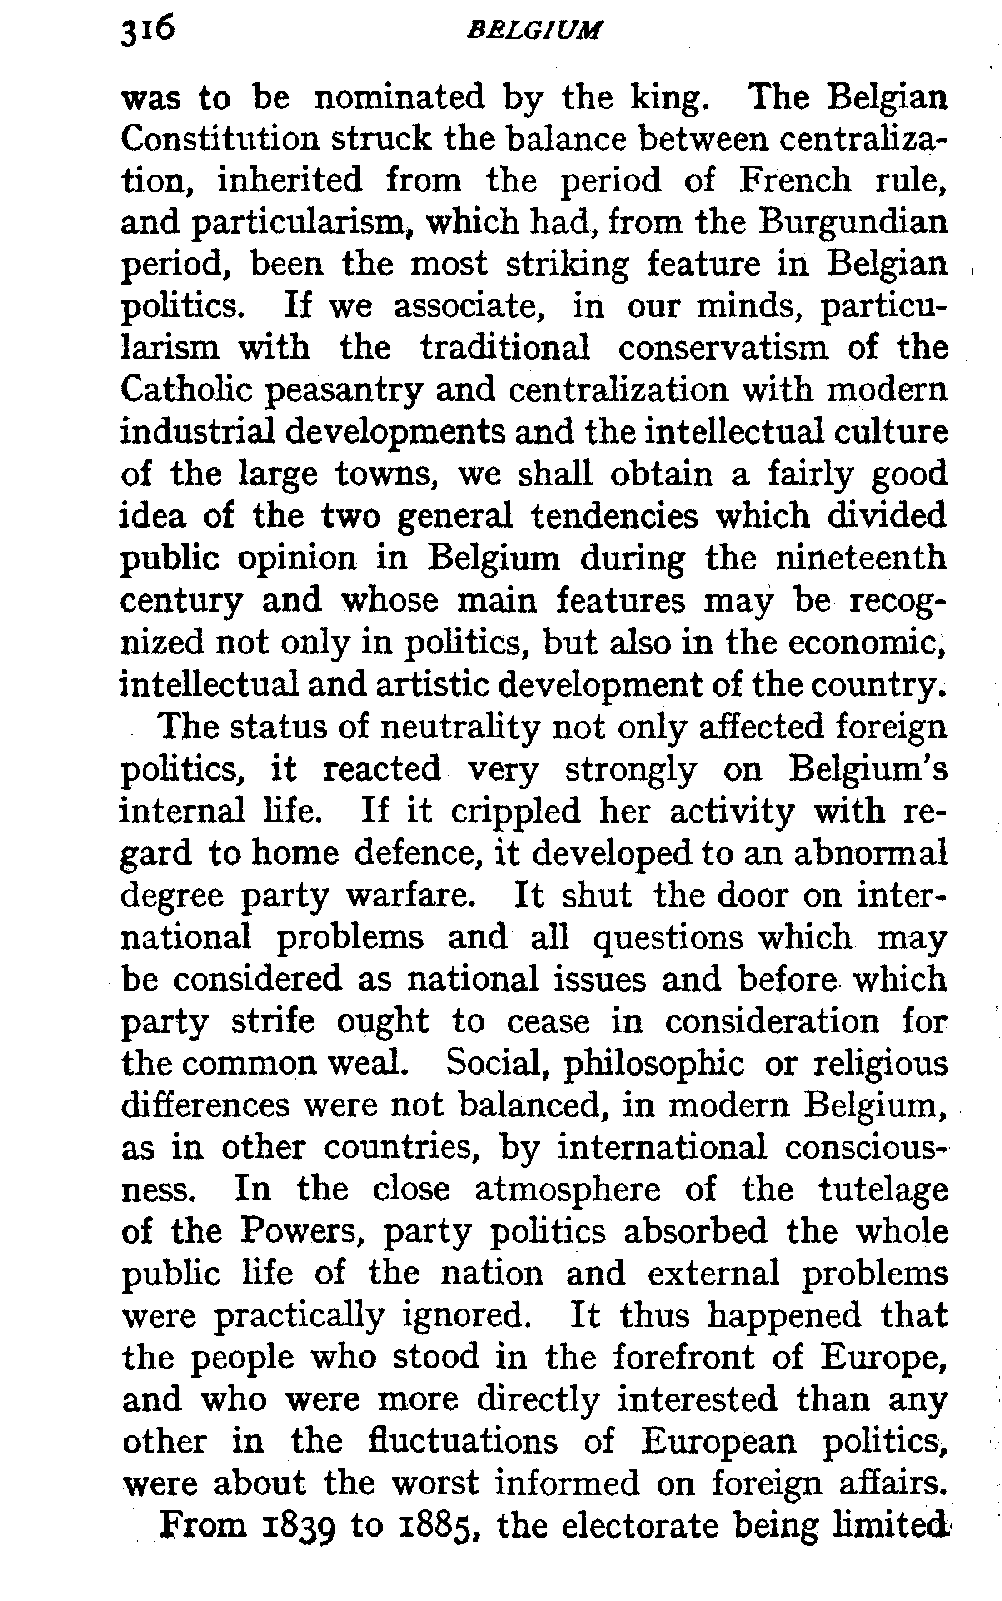 316 BELGIUM
was to be nominated by the king. The Belgian
Constitution struck the balance between centraliza-
tion, inherited from the period of French rule,
and particularism, which had, from the Burgundian
period, been the most striking feature in Belgian
politics. If we associate, in our minds, particu-
larism with the traditional conservatism of the
Catholic peasantry and centralization with modern
industrial developments and the intellectual culture
of the large towns, we shall obtain a fairly good
idea of the two general tendencies which divided
public opinion in Belgium during the nineteenth
century and whose main features may be recog-
nized not only in politics, but also in the economic,
intellectual and artistic development of the country.
The status of neutrality not only affected foreign
politics, it reacted very strongly on Belgium's
internal life. If it crippled her activity with re-
gard to home defence, it developed to an abnormal
degree party warfare. It shut the door on inter-
national problems and all questions which may
be considered as national issues and before which
party strife ought to cease in consideration for
the common weal. Social, philosophic or religious
differences were not balanced, in modern Belgium,
as in other countries, by international conscious-
ness. In the close atmosphere of the tutelage
of the Powers, party politics absorbed the whole
public life of the nation and external problems
were practically ignored. It thus happened that
the people who stood in the forefront of Europe,
and who were more directly interested than any
other in the fluctuations of European politics,
were about the worst informed on foreign affairs.
From 1839 to 1885, the electorate being limited